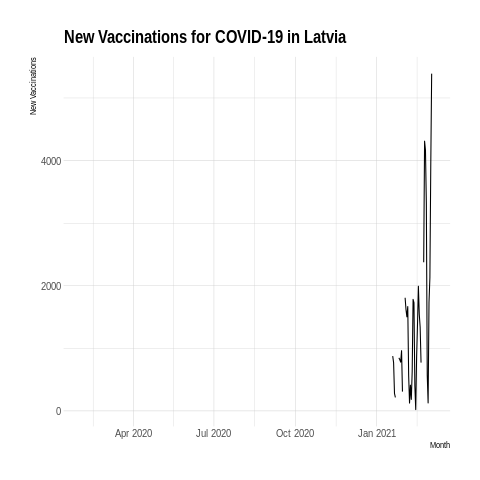 New Vaccinations for COVID-19 in Latvia
New Vaccinations
4000
2000
0
Apr 2020 Jul 2020 Oct 2020 Jan 2021
Month